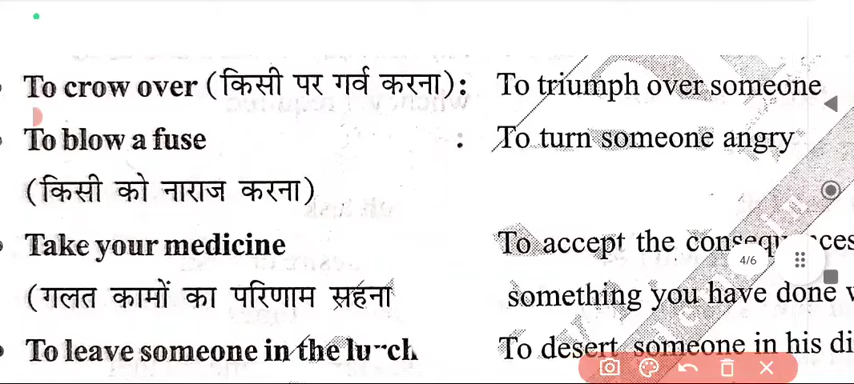 To crow over (किसी पर गर्व करना): To triumph over someone
To blow a fuse : To turn someone angry
(किसी को नाराज करना)
Take your medicine To accept the
(गलत कामों का परिणाम सहना something you have done
4/6
To leave someone in the To desert someone in his